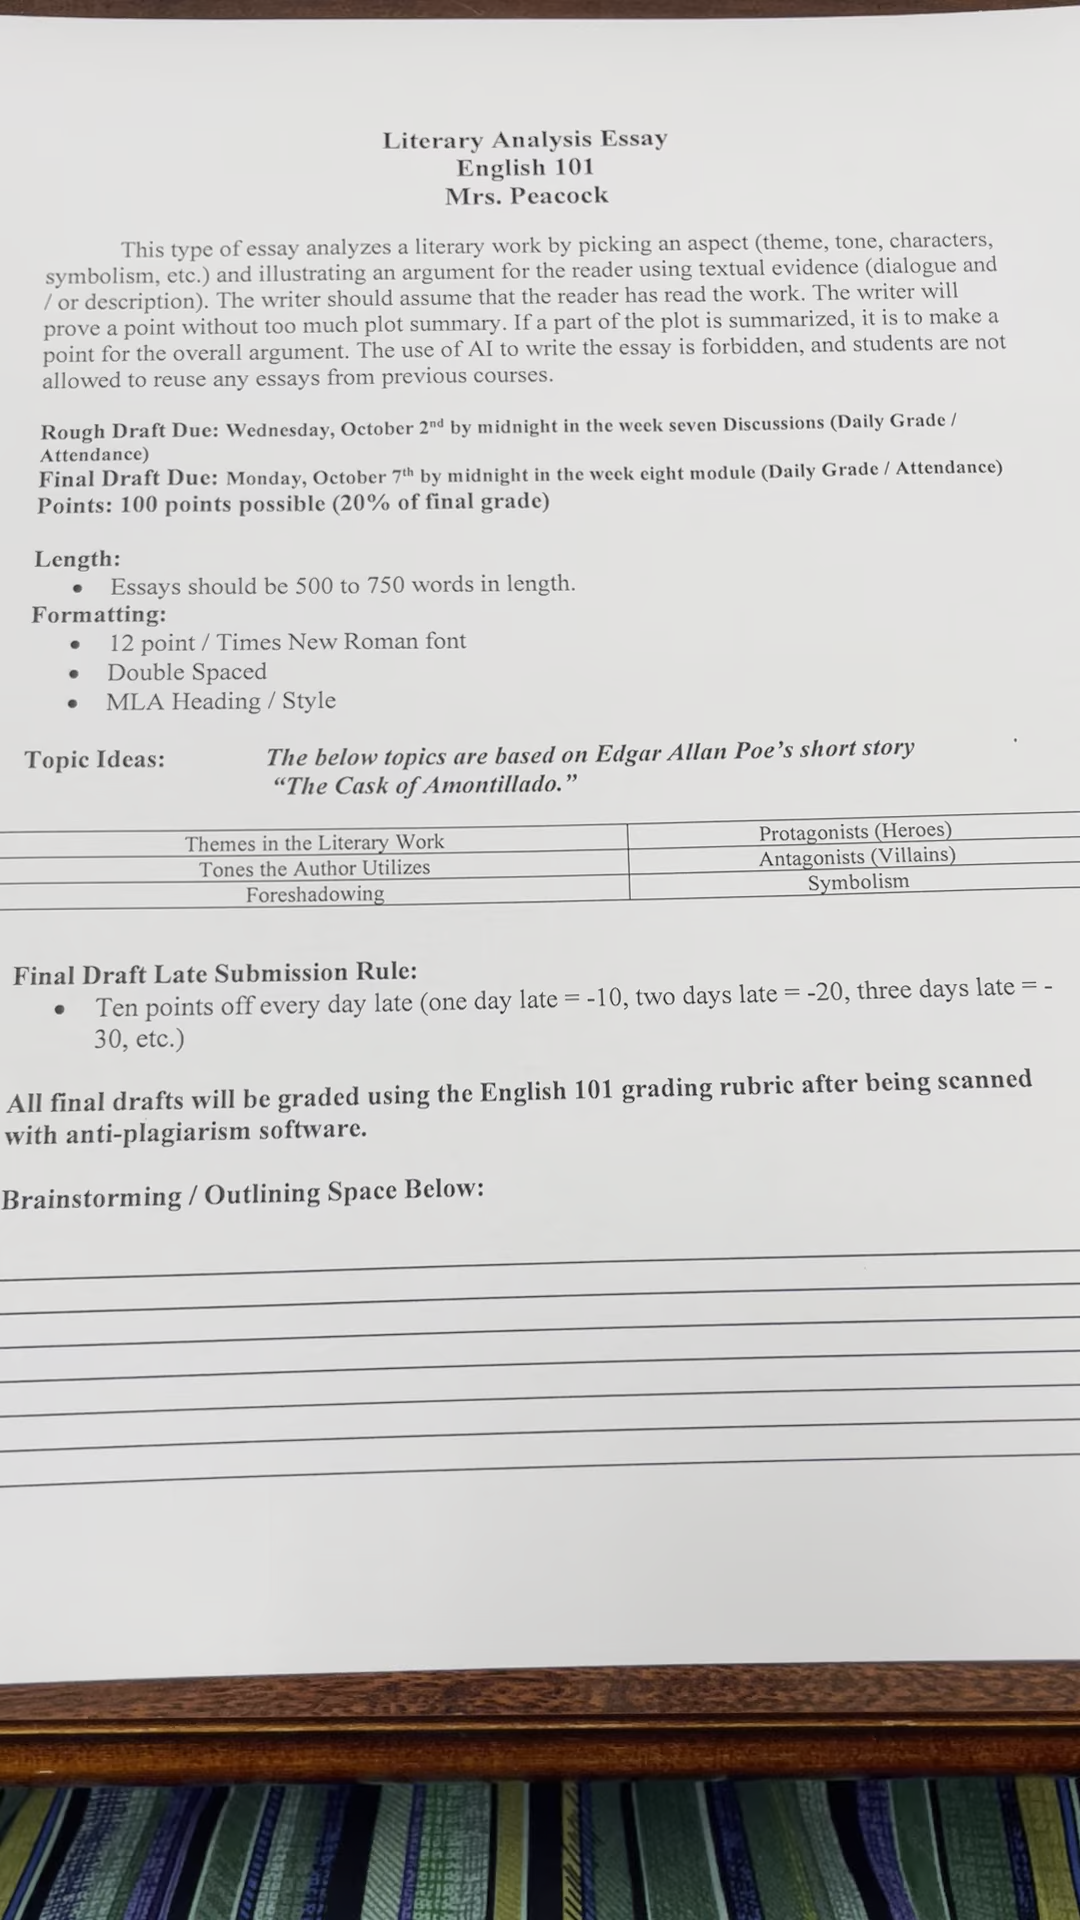 Literary Analysis Essay
English 101
Mrs. Peacock
This type of essay analyzes a literary work by picking an aspect (theme, tone, characters,
symbolism, etc.) and illustrating an argument for the reader using textual evidence (dialogue and
/ or description). The writer should assume that the reader has read the work. The writer will
prove a point without too much plot summary. If a part of the plot is summarized, it is to make a
point for the overall argument. The use of AI to write the essay is forbidden, and students are not
allowed to reuse any essays from previous courses.
Rough Draft Due: Wednesday, October 2nd by midnight in the week seven Discussions (Daily Grade /
Attendance)
Final Draft Due: Monday, October 7th by midnight in the week eight module (Daily Grade / Attendance)
Points: 100 points possible (20% of final grade)
Length:
• Essays should be 500 to 750 words in length.
Formatting:
• 12 point / Times New Roman font
• Double Spaced
• MLA Heading / Style
Topic Ideas: The below topics are based on Edgar Allan Poe's short story
"The Cask of Amontillado."
Themes in the Literary Work Protagonists (Heroes)
Tones the Author Utilizes Antagonists (Villains)
Foreshadowing Symbolism
Final Draft Late Submission Rule:
• Ten points off every day late (one day late = -10, two days late = -20, three days late = -
30, etc.)
All final drafts will be graded using the English 101 grading rubric after being scanned
with anti-plagiarism software.
Brainstorming / Outlining Space Below: